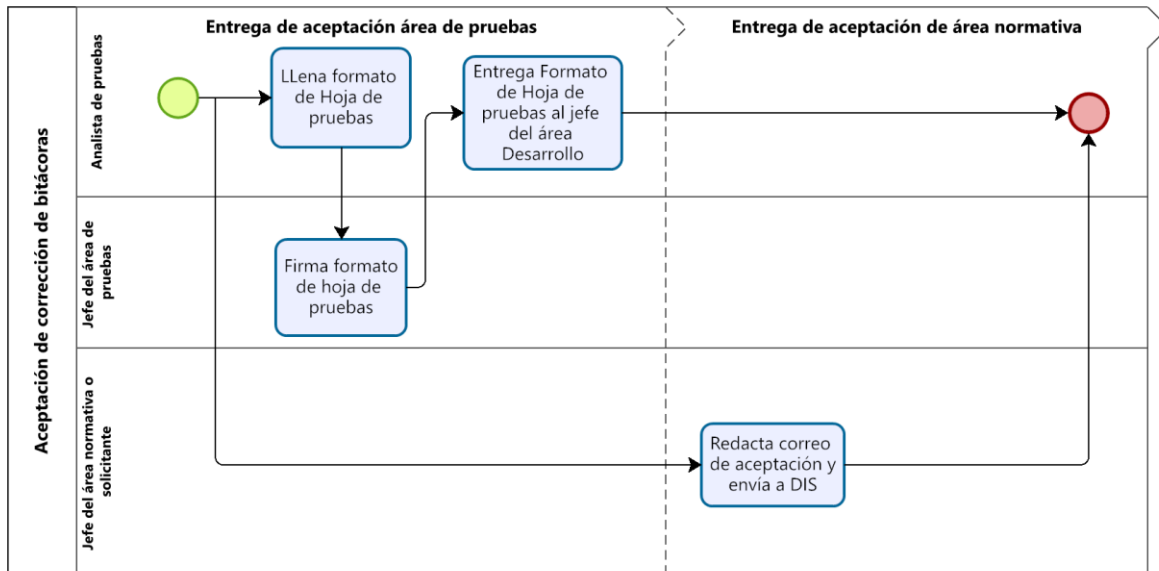 Aceptación de corrección de bitácoras
Entrega de aceptación área de pruebas
Entrega de aceptación de área normativa
Analista de pruebas
LLena formato
de Hoja de
pruebas
Entrega Formato
de Hoja de
pruebas al jefe
del área
Desarrollo
Jefe del área de
pruebas
Firma formato
de hoja de
pruebas
Jefe del área normativa o
solicitante
Redacta correo
de aceptación y
envía a DIS